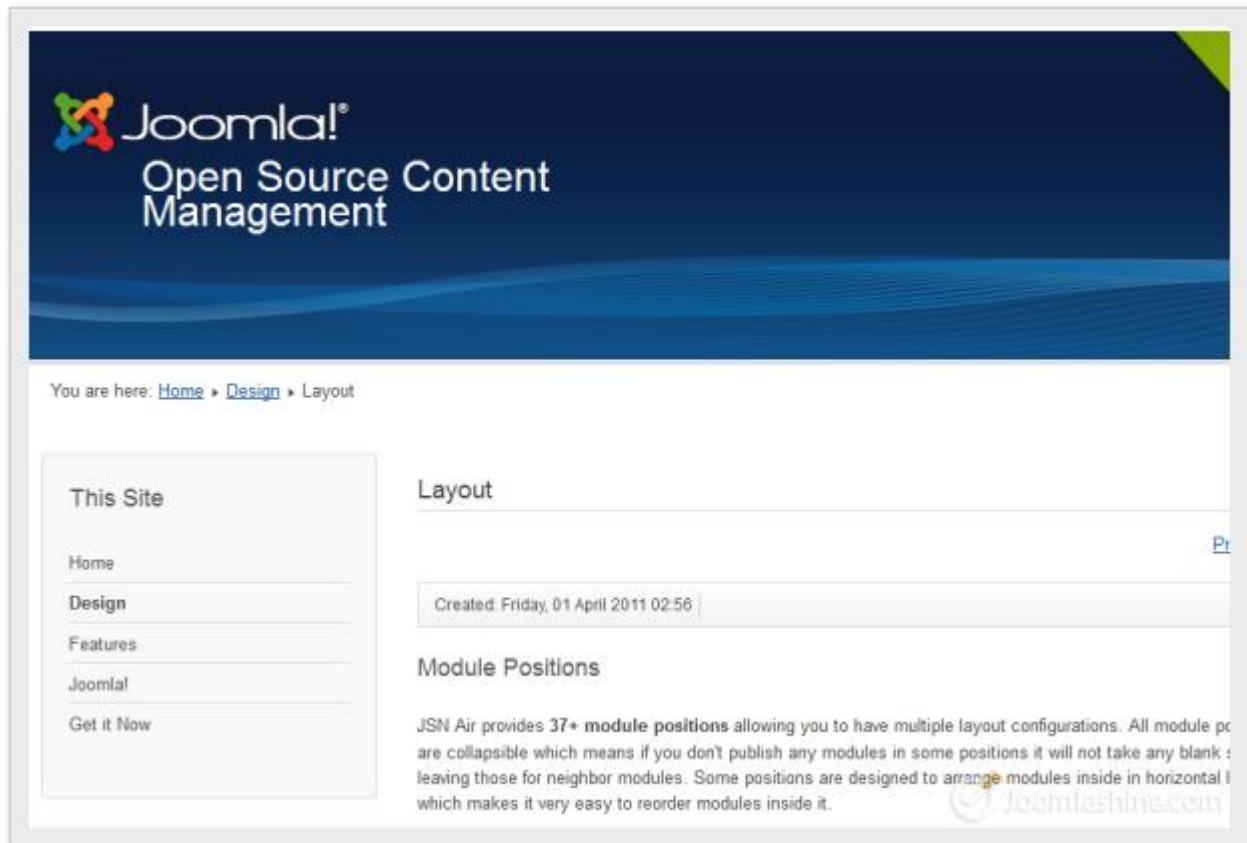 Joomla!®
Open Source Content
Management
You are here: Home ▸ Design ▸ Layout
This Site
Home
Design
Features
Joomla!
Get it Now
Layout
Pr
Created: Friday, 01 April 2011 02:56
Module Positions
JSN Air provides 37+ module positions allowing you to have multiple layout configurations. All module po
are collapsible which means if you don't publish any modules in some positions it will not take any blank s
leaving those for neighbor modules. Some positions are designed to arrange modules inside in horizontal l
which makes it very easy to reorder modules inside it.
Joomlashine.com